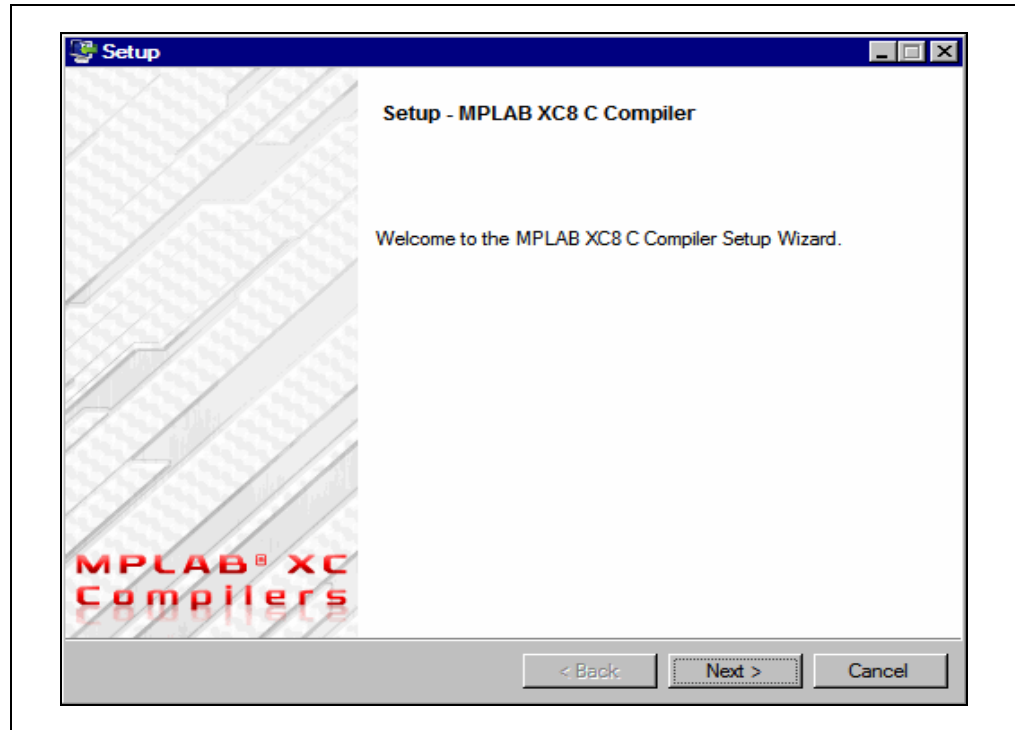 Setup
Setup - MPLAB XC8 C Compiler
Welcome to the MPLAB XC8 C Compiler Setup Wizard.
MPLAB® XC
Compilers
< Back
Next >
Cancel